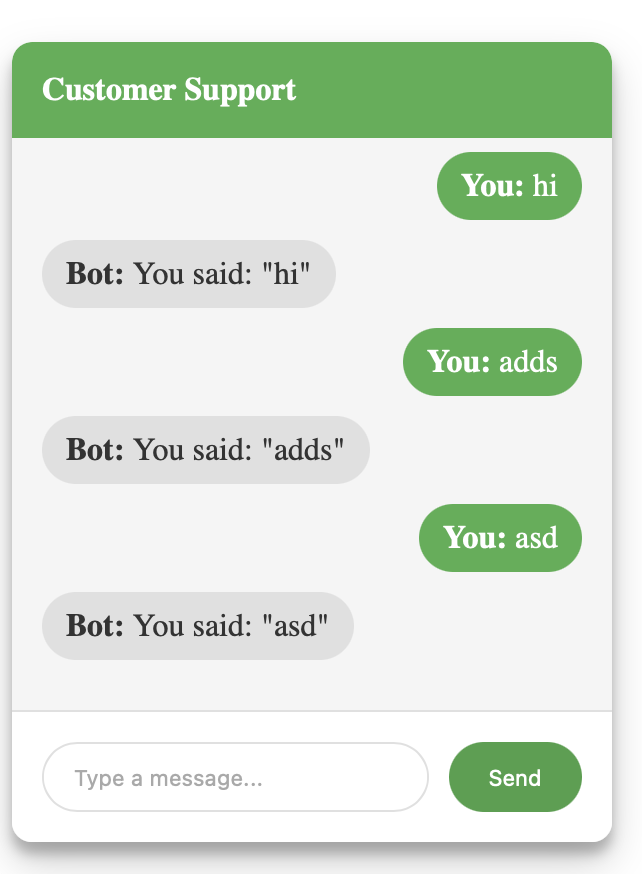 Customer Support
You: hi
Bot: You said: "hi"
You: adds
Bot: You said: "adds"
You: asd
Bot: You said: "asd"
Type a message...
Send